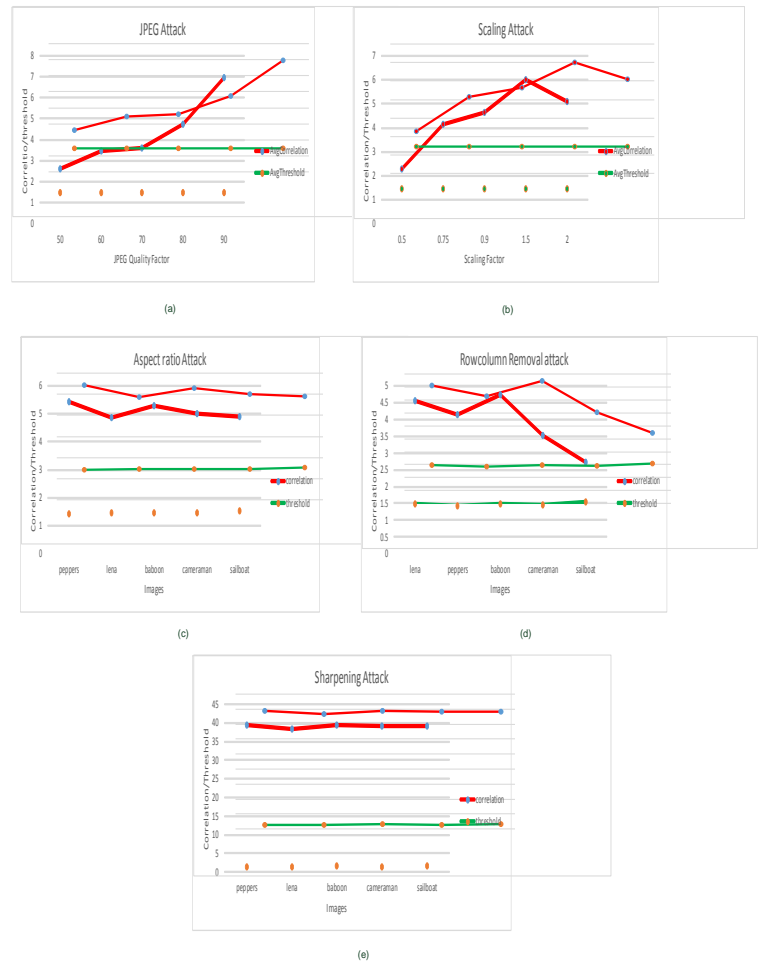 JPEG Attack
Correltio/threshold
8
7
6
5
4
3
2
1
0
50 60 70 80 90
JPEG Quality Factor
AvgCorrelation
AvgThreshold
(a)
Scaling Attack
Correlation/Threshold
7
6
5
4
3
2
1
0
0.5 0.75 0.9 1.5 2
Scaling Factor
AvgCorrelation
AvgThreshold
(b)
Aspect ratio Attack
Correlation/Threshold
6
5
4
3
2
1
0
peppers lena baboon cameraman sailboat
Images
correlation
threshold
(c)
Rowcolumn Removal attack
Correlation/Threshold
5
4.5
4
3.5
3
2.5
2
1.5
1
0.5
0
lena peppers baboon cameraman sailboat
Images
correlation
threshold
(d)
Sharpening Attack
Correlation/Threshold
45
40
35
30
25
20
15
10
5
0
peppers lena baboon cameraman sailboat
Images
correlation
threshold
(e)